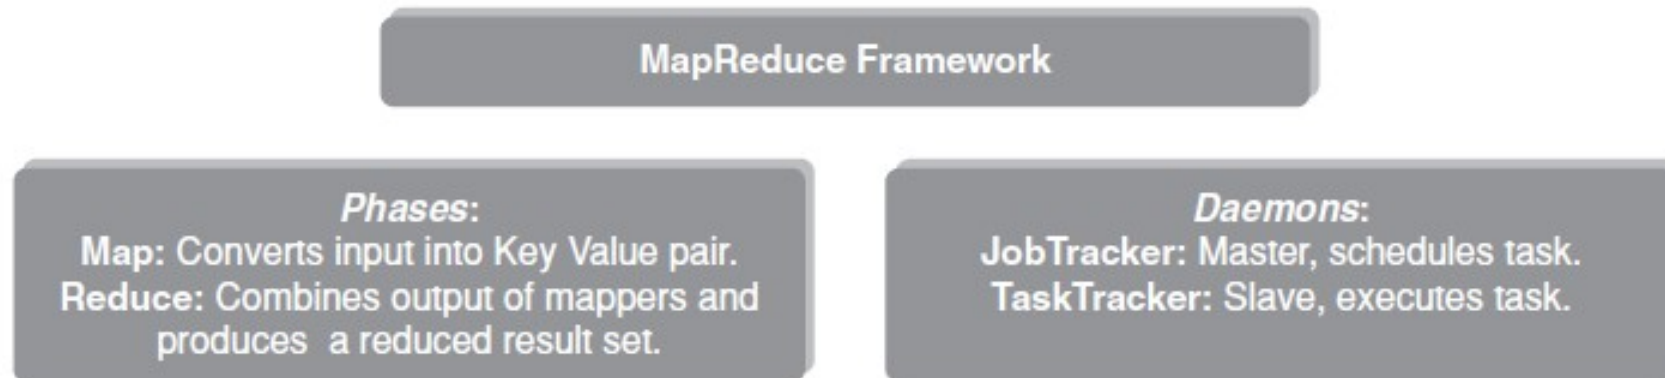 MapReduce Framework
Phases:
Map: Converts input into Key Value pair.
Reduce: Combines output of mappers and
produces a reduced result set.
Daemons:
JobTracker: Master, schedules task.
TaskTracker: Slave, executes task.